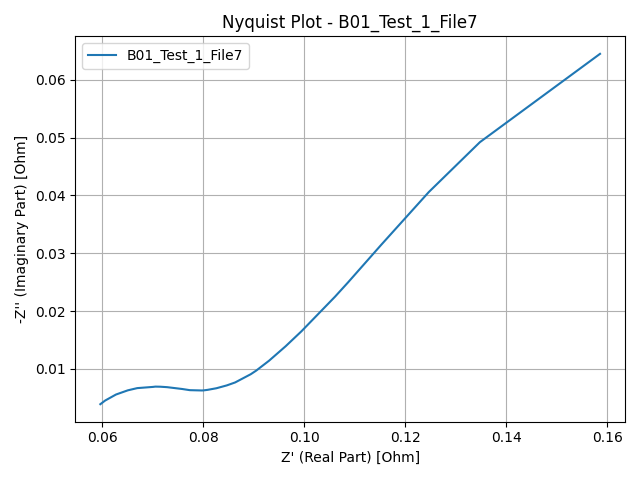 Nyquist Plot - B01_Test_1_File7
B01_Test_1_File7
-Z'' (Imaginary Part) [Ohm]
0.06
0.05
0.04
0.03
0.02
0.01
0.06 0.08 0.10 0.12 0.14 0.16
Z' (Real Part) [Ohm]